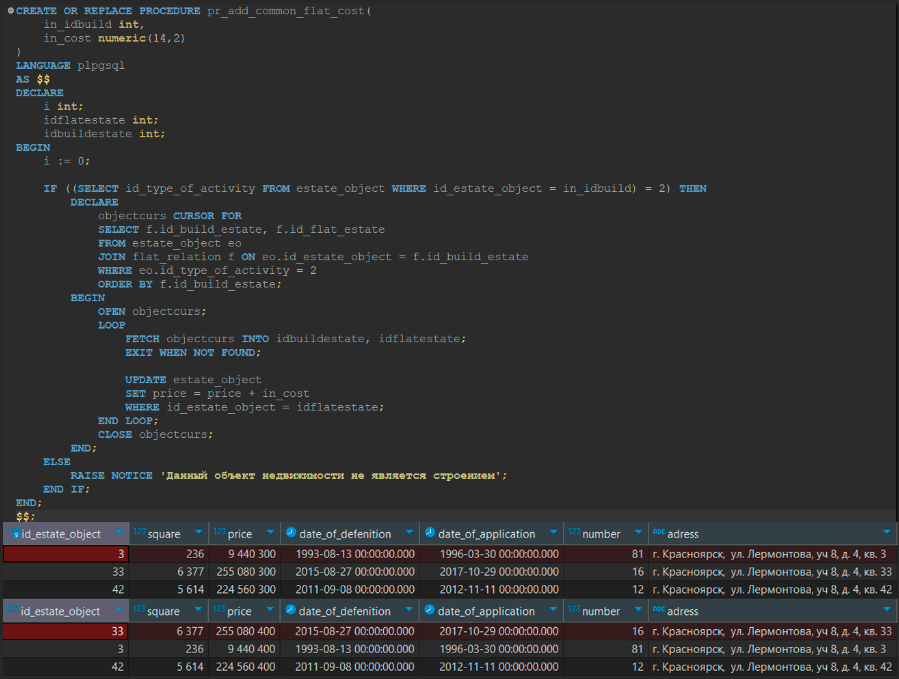 CREATE OR REPLACE PROCEDURE pr_add_common_flat_cost(
in_idbuild int,
in_cost numeric(14,2)
)
LANGUAGE plpgsql
AS $$
DECLARE
i int;
idflatestate int;
idbuildestate int;
BEGIN
i := 0;
IF ((SELECT id_type_of_activity FROM estate_object WHERE id_estate_object = in_idbuild) = 2) THEN
DECLARE
objectcurs CURSOR FOR
SELECT f.id_build_estate, f.id_flat_estate
FROM estate_object eo
JOIN flat_relation f ON eo.id_estate_object = f.id_build_estate
WHERE eo.id_type_of_activity = 2
ORDER BY f.id_build_estate;
BEGIN
OPEN objectcurs;
LOOP
FETCH objectcurs INTO idbuildestate, idflatestate;
EXIT WHEN NOT FOUND;
UPDATE estate_object
SET price = price + in_cost
WHERE id_estate_object = idflatestate;
END LOOP;
CLOSE objectcurs;
END;
ELSE
RAISE NOTICE 'Данный объект недвижимости не является строением';
END IF;
END;
$$;
id_estate_object 123 square 123 price date_of_defenition date_of_application 123 number ABC adress
3 236 9 440 300 1993-08-13 00:00:00.000 1996-03-30 00:00:00.000 81 г. Красноярск, ул. Лермонтова, уч 8, д. 4, кв. 3
33 6 377 255 080 300 2015-08-27 00:00:00.000 2017-10-29 00:00:00.000 16 г. Красноярск, ул. Лермонтова, уч 8, д. 4, кв. 33
42 5 614 224 560 300 2011-09-08 00:00:00.000 2012-11-11 00:00:00.000 12 г. Красноярск, ул. Лермонтова, уч 8, д. 4, кв. 42
id_estate_object 123 square 123 price date_of_defenition date_of_application 123 number ABC adress
33 6 377 255 080 400 2015-08-27 00:00:00.000 2017-10-29 00:00:00.000 16 г. Красноярск, ул. Лермонтова, уч 8, д. 4, кв. 33
3 236 9 440 400 1993-08-13 00:00:00.000 1996-03-30 00:00:00.000 81 г. Красноярск, ул. Лермонтова, уч 8, д. 4, кв. 3
42 5 614 224 560 400 2011-09-08 00:00:00.000 2012-11-11 00:00:00.000 12 г. Красноярск, ул. Лермонтова, уч 8, д. 4, кв. 42